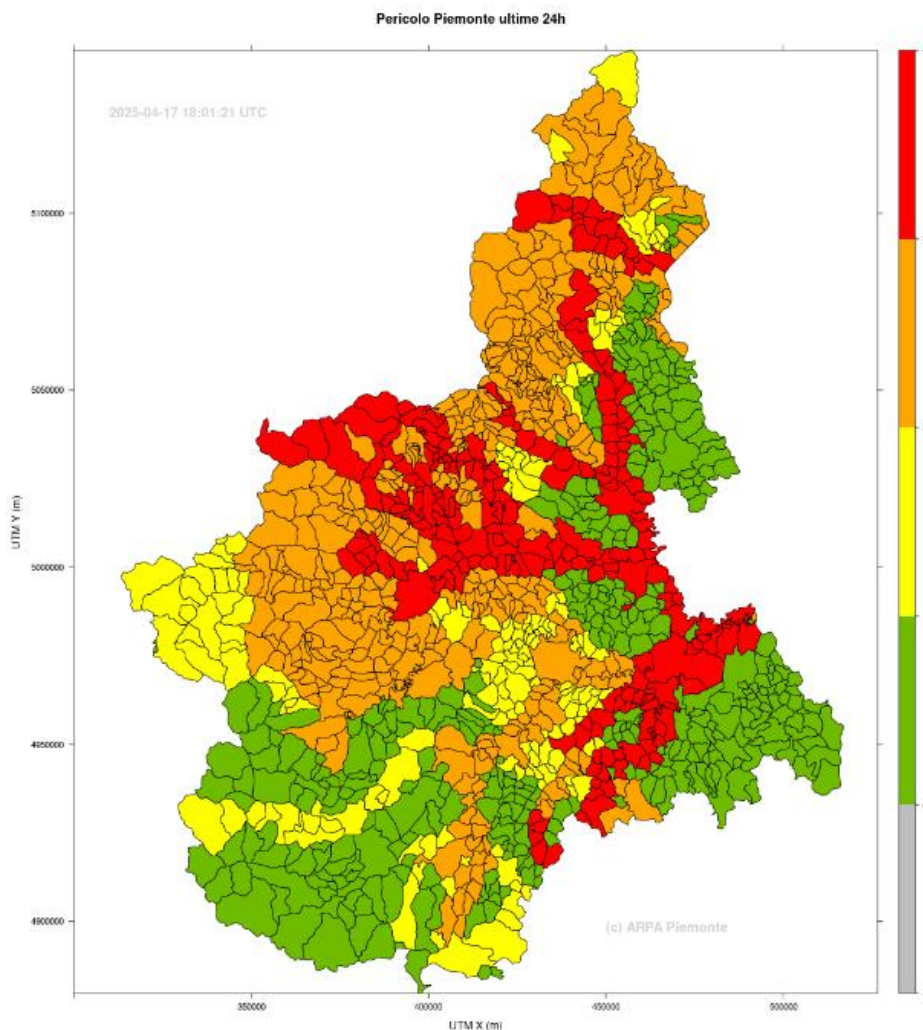 Pericolo Piemonte ultime 24h
2025-04-17 18:01:21 UTC
5100000
5050000
UTM Y (m)
5000000
4950000
4900000
(c) ARPA Piemonte
350000 400000 450000 500000
UTM X (m)